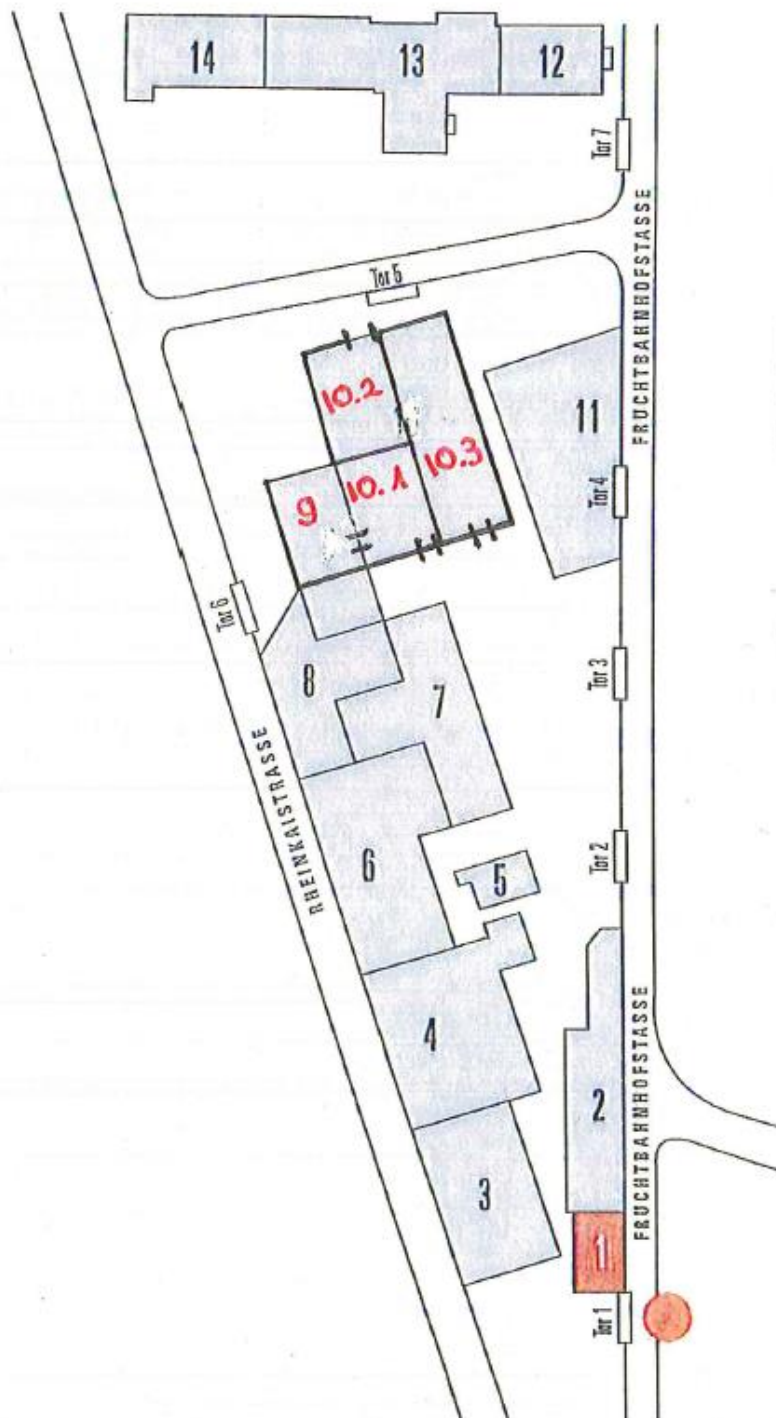 14
13
12
Tor 7
FRUCHTBAHNHOFSTASSE
Tor 5
10.2
10.3
10.1
9
11
Tor 4
Tor 6
8
7
Tor 3
RHEINKAISTRASSE
6
5
Tor 2
4
2
FRUCHTBAHNHOFSTASSE
3
1
Tor 1